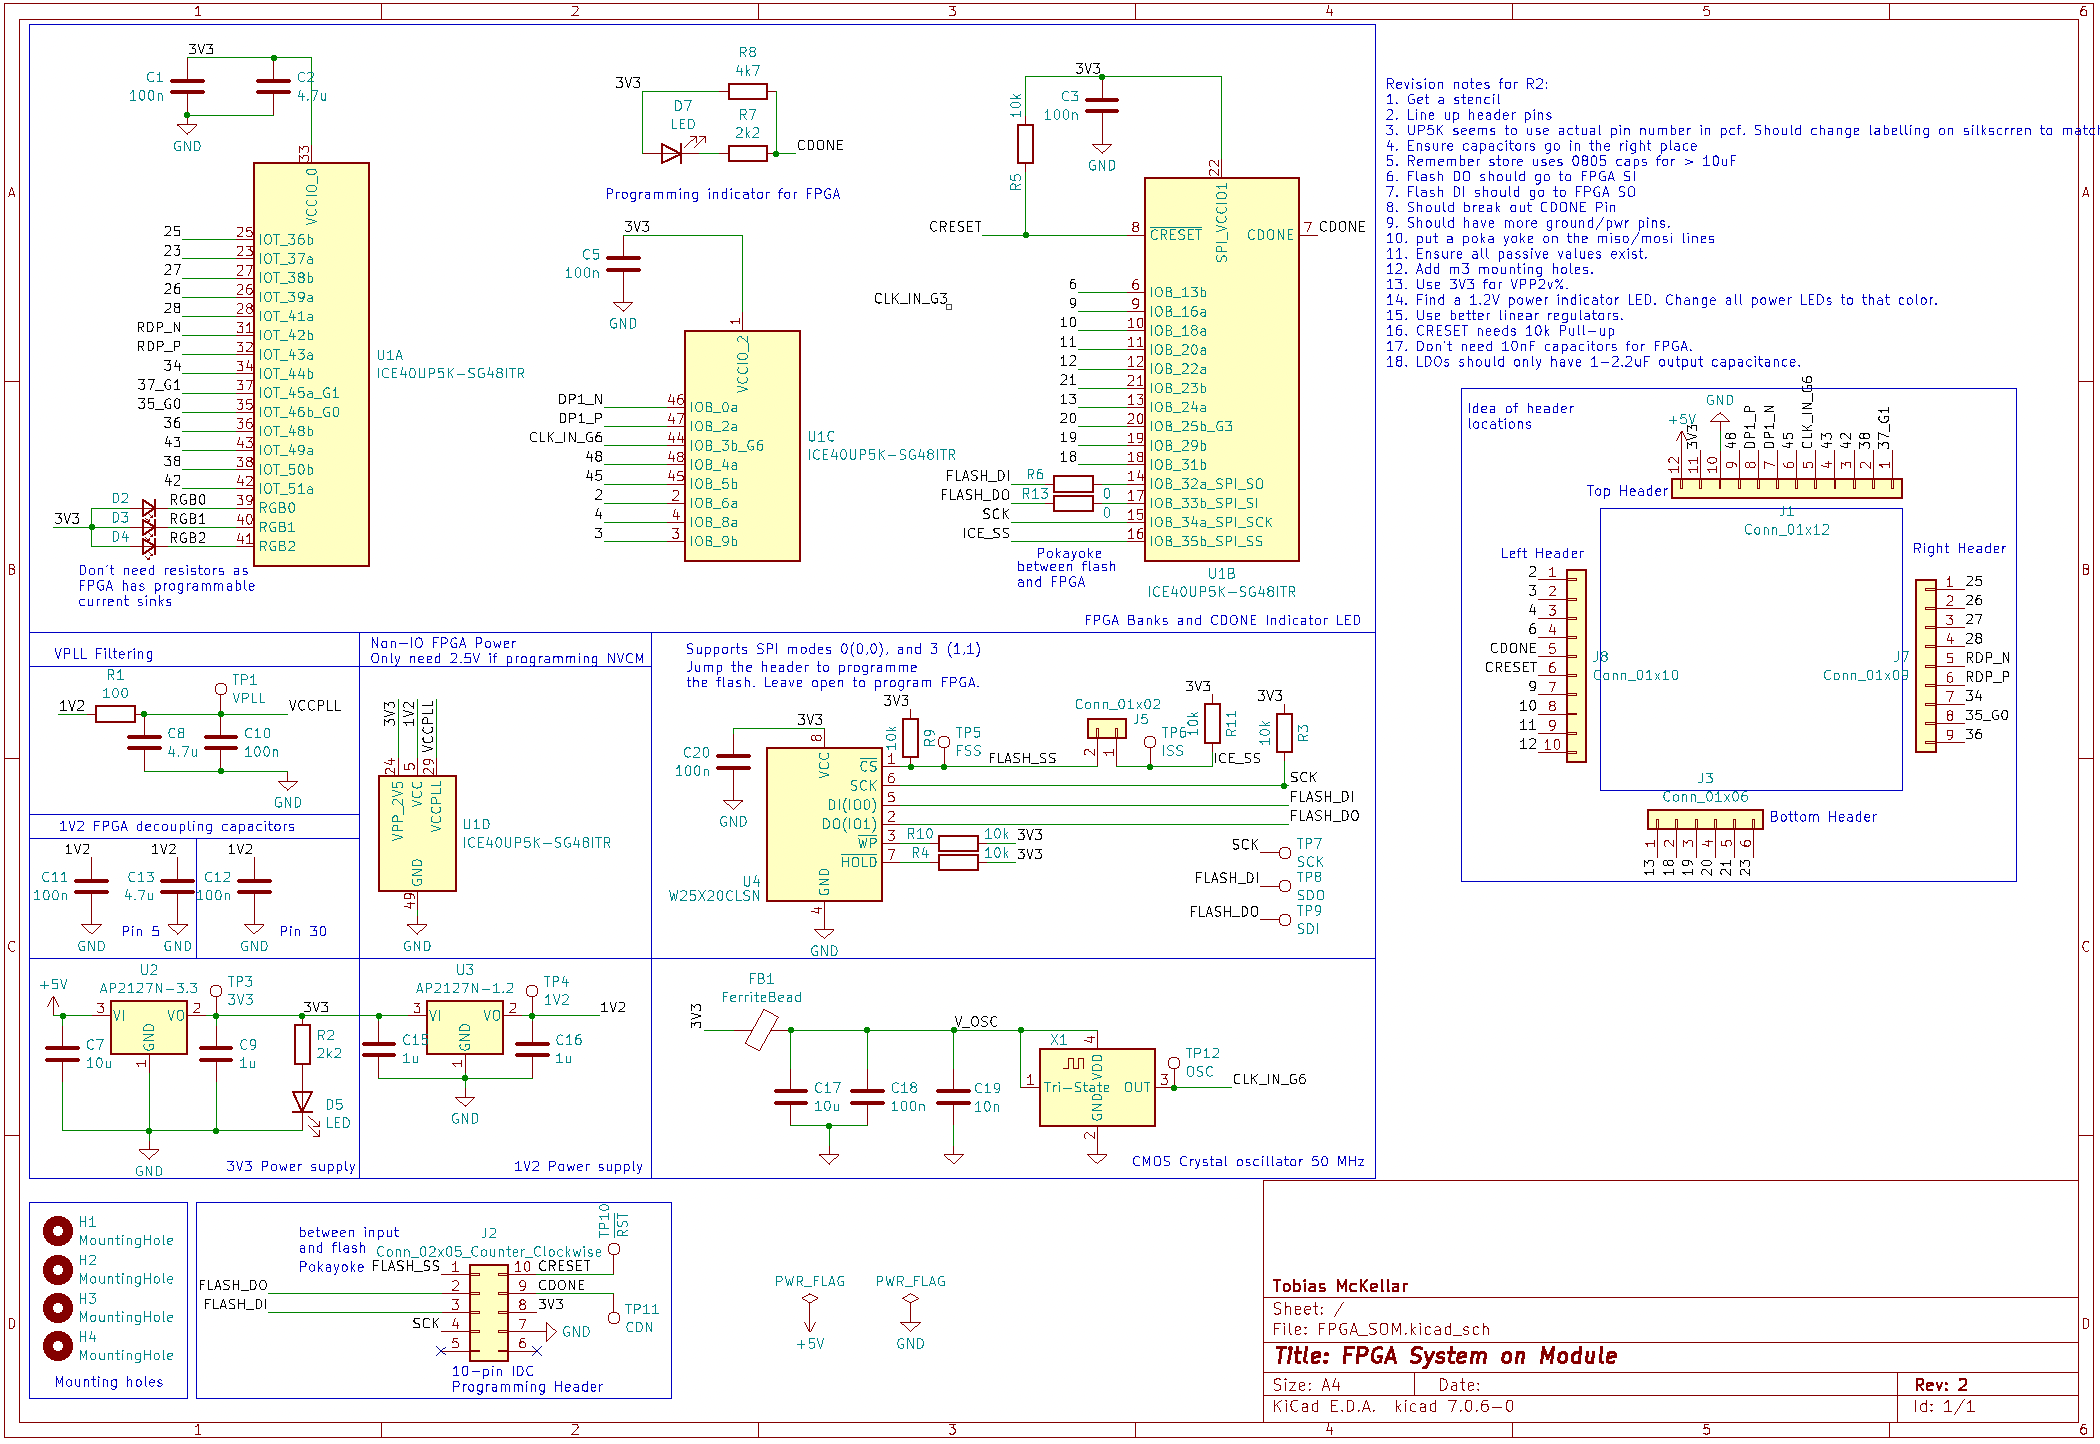 1 2 3 4 5 6
A
B
C
D
3V3
C1
100n
C2
4.7u
GND
33
VCCIO_0
25 25 IOT_36b
23 23 IOT_37a
27 27 IOT_38b
26 26 IOT_39a
28 28 IOT_41a
RDP_N 31 IOT_42b
RDP_P 32 IOT_43a
34 34 IOT_44b
37_G1 37 IOT_45a_G1
35_G0 35 IOT_46b_G0
36 36 IOT_48b
43 43 IOT_49a
38 38 IOT_50b
42 42 IOT_51a
D2 RGB0 39 RGB0
3V3 D3 RGB1 40 RGB1
D4 RGB2 41 RGB2
U1A
ICE40UP5K-SG48ITR
Don't need resistors as
FPGA has programmable
current sinks
R8
4k7
3V3
D7
LED
R7
2k2
CDONE
Programming indicator for FPGA
3V3
C5
100n
GND
1
VCCIO_2
DP1_N 46 IOB_0a
DP1_P 47 IOB_2a
CLK_IN_G6 44 IOB_3b_G6
48 48 IOB_4a
45 45 IOB_5b
2 2 IOB_6a
4 4 IOB_8a
3 3 IOB_9b
U1C
ICE40UP5K-SG48ITR
3V3
10k
R5
C3
100n
GND
22
SPI_VCCIO1
CRESET 8 CRESET
CDONE 7 CDONE
CLK_IN_G3
6 6 IOB_13b
9 9 IOB_16a
10 10 IOB_18a
11 11 IOB_20a
12 12 IOB_22a
21 21 IOB_23b
13 13 IOB_24a
20 20 IOB_25b_G3
19 19 IOB_29b
18 18 IOB_31b
FLASH_DI R6 0 14 IOB_32a_SPI_SO
FLASH_DO R13 0 17 IOB_33b_SPI_SI
SCK 15 IOB_34a_SPI_SCK
ICE_SS 16 IOB_35b_SPI_SS
Pokayoke
between flash
and FPGA
U1B
ICE40UP5K-SG48ITR
FPGA Banks and CDONE Indicator LED
Revision notes for R2:
1. Get a stencil
2. Line up header pins
3. UP5K seems to use actual pin number in pcf. Should change labelling on silkscrren to matc
4. Ensure capacitors go in the right place
5. Remember store uses 0805 caps for > 10uF
6. Flash DO should go to FPGA SI
7. Flash DI should go to FPGA SO
8. Should break out CDONE Pin
9. Should have more ground/pwr pins.
10. put a poka yoke on the miso/mosi lines
11. Ensure all passive values exist.
12. Add m3 mounting holes.
13. Use 3V3 for VPP2v%.
14. Find a 1.2V power indicator LED. Change all power LEDs to that color.
15. Use better linear regulators.
16. CRESET needs 10k Pull-up
17. Don't need 10nF capacitors for FPGA.
18. LDOs should only have 1-2.2uF output capacitance.
Idea of header
locations
+5V 3V3 GND 46 DP1_P DP1_N 45 CLK_IN_G6 43 42 38 37_G1
12 11 10 9 8 7 6 5 4 3 2 1
Top Header
J1
Conn_01x12
Left Header
2 1
3 2
4 3
6 4
CDONE 5
CRESET 6
9 7
10 8
11 9
12 10
J8
Conn_01x10
Right Header
1 25
2 26
3 27
4 28
5 RDP_N
6 RDP_P
7 34
8 35_G0
9 36
J7
Conn_01x09
J3
Conn_01x06
Bottom Header
1 2 3 4 5 6
13 18 19 20 21 23
VPLL Filtering
1V2
R1
100
TP1
VPLL
VCCPLL
C8
4.7u
C10
100n
GND
1V2 FPGA decoupling capacitors
1V2 1V2
C11
100n
C13
4.7u
C12
100n
GND Pin 5 GND
GND Pin 30
Non-IO FPGA Power
Only need 2.5V if programming NVCM
3V3 1V2 VCCPLL
24 5 29
VPP_2V5 VCC VCCPLL
GND
49
GND
U1D
ICE40UP5K-SG48ITR
Supports SPI modes 0(0,0), and 3 (1,1)
Jump the header to programme
the flash. Leave open to program FPGA.
3V3
C20
100n
GND
8
VCC
CS 1
SCK 6
DI(IO0) 5
DO(IO1) 2
WP 3
HOLD 7
GND
4
GND
U4
W25X20CLSN
3V3
10k
R9
TP5
FSS
FLASH_SS
Conn_01x02
J5
2 1
TP6
ISS
3V3
10k
R11
ICE_SS
3V3
10k
R3
SCK
FLASH_DI
FLASH_DO
R10 10k 3V3
R4 10k 3V3
SCK TP7
SCK
FLASH_DI TP8
SDO
FLASH_DO TP9
SDI
+5V
U2
AP2127N-3.3
3 VI VO 2
GND
1
TP3
3V3
3V3
C7
10u
C9
1u
R2
2k2
D5
LED
GND
3V3 Power supply
U3
AP2127N-1.2
3 VI VO 2
GND
1
TP4
1V2
1V2
C15
1u
C16
1u
GND
1V2 Power supply
3V3
FB1
FerriteBead
V_OSC
C17
10u
C18
100n
C19
10n
X1
4
VDD
1 Tri-State OUT 3
GND
2
TP12
OSC
CLK_IN_G6
CMOS Crystal oscillator 50 MHz
H1
MountingHole
H2
MountingHole
H3
MountingHole
H4
MountingHole
Mounting holes
between input
and flash
Pokayoke
J2
Conn_02x05_Counter_Clockwise
FLASH_SS 1 10 CRESET
FLASH_DO 2 9 CDONE
FLASH_DI 3 8 3V3
SCK 4 7 GND
5 6
TP10
RST
TP11
CDN
10-pin IDC
Programming Header
PWR_FLAG PWR_FLAG
+5V GND
Tobias McKellar
Sheet: /
File: FPGA_SOM.kicad_sch
Title: FPGA System on Module
Size: A4 Date: Rev: 2
KiCad E.D.A. kicad 7.0.6-0 Id: 1/1
A
B
C
D
1 2 3 4 5 6